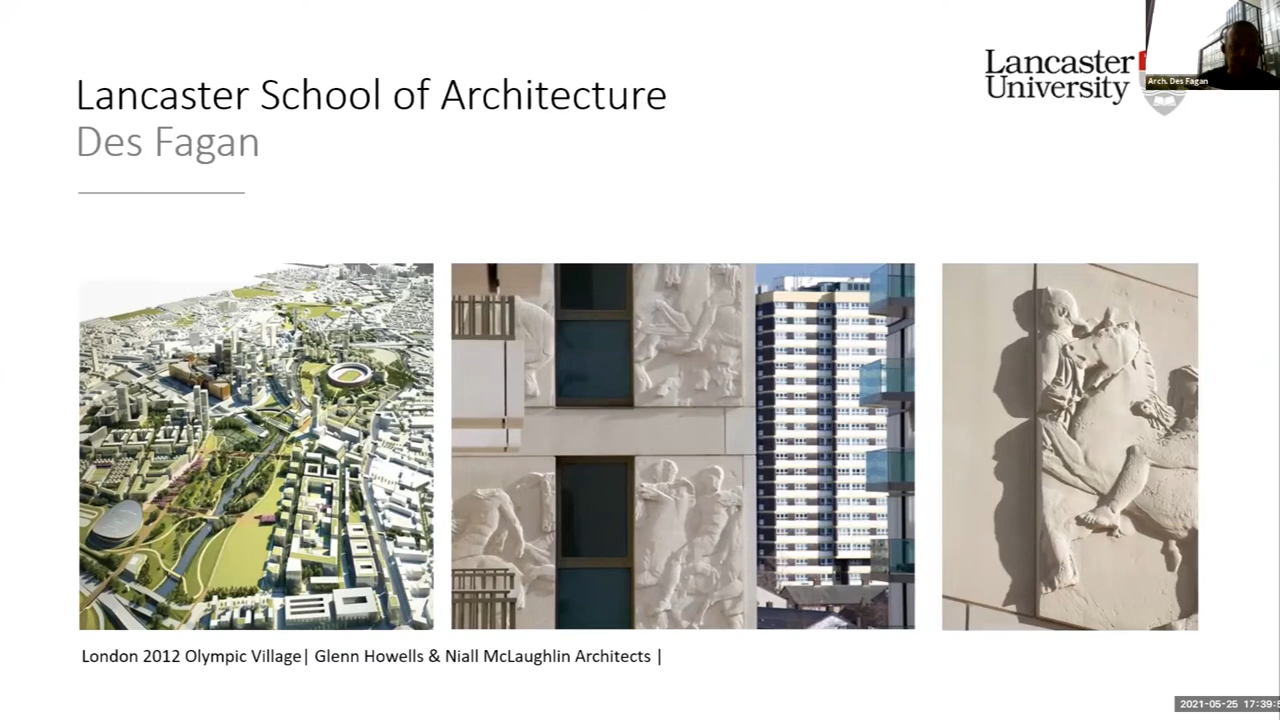 Lancaster School of Architecture
Des Fagan
Lancaster
University
Arch. Des Fagan
London 2012 Olympic Village| Glenn Howells & Niall McLaughlin Architects |
2021-05-25 17:39: